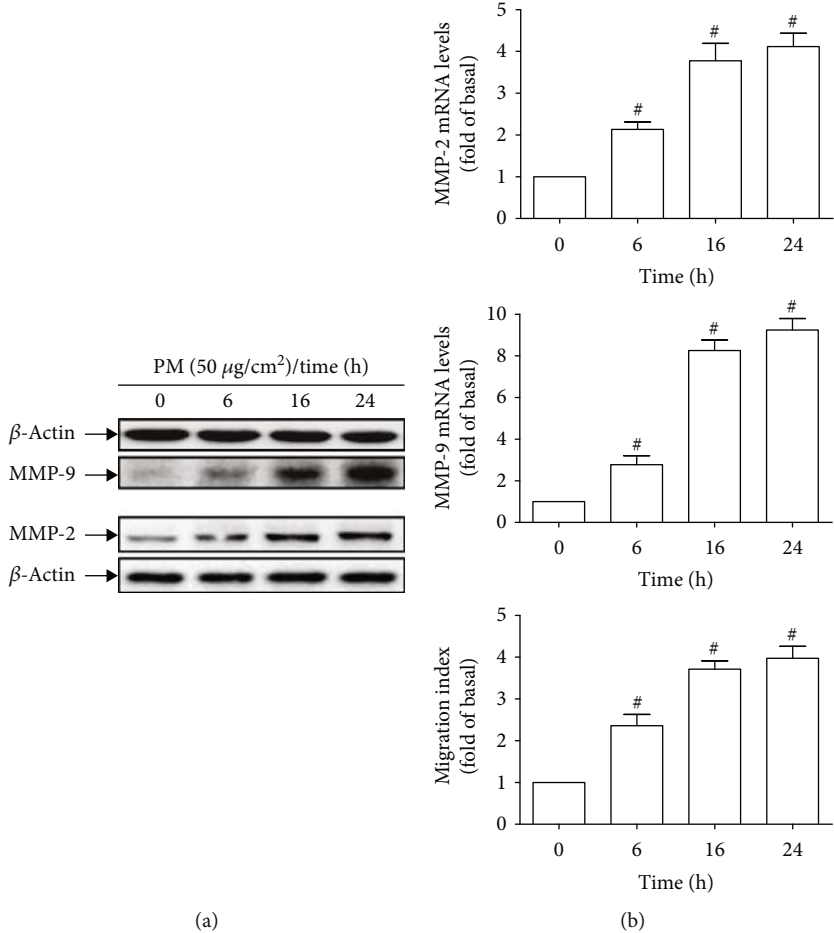 PM (50 μg/cm²)/time (h)
0 6 16 24
β-Actin
MMP-9
MMP-2
β-Actin
(a)
MMP-2 mRNA levels
(fold of basal)
5
4
3
2
1
0
# # #
0 6 16 24
Time (h)
MMP-9 mRNA levels
(fold of basal)
10
8
6
4
2
0
# # #
0 6 16 24
Time (h)
Migration index
(fold of basal)
5
4
3
2
1
0
# # #
0 6 16 24
Time (h)
(b)